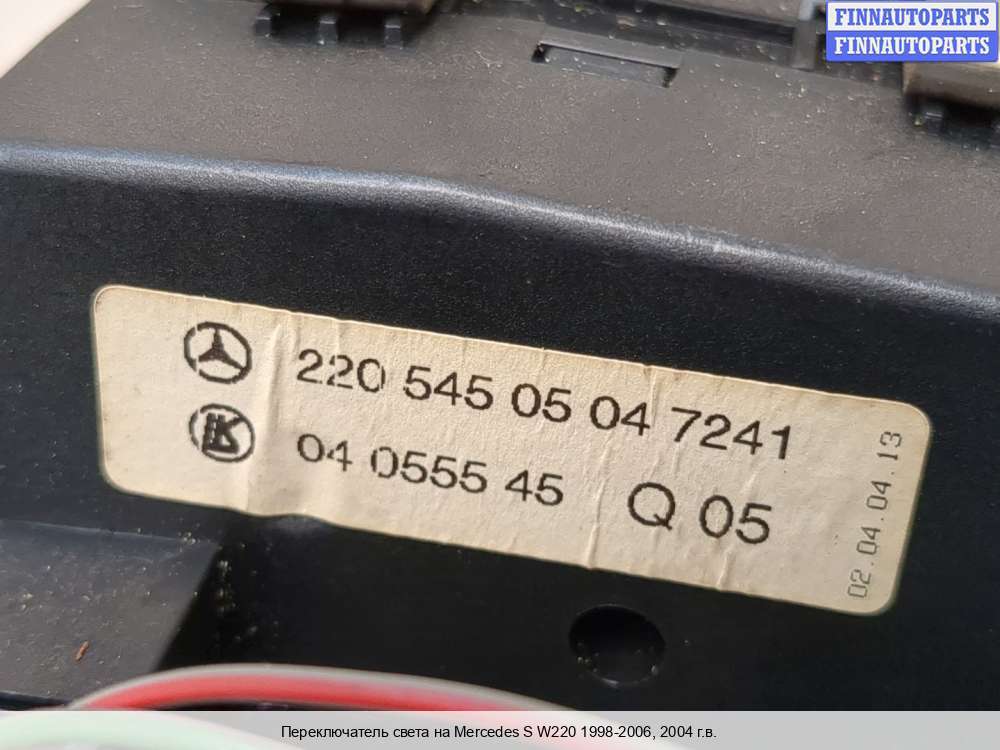 FINNAUTOPARTS
FINNAUTOPARTS
220 545 05 04 7241
04 0555 45 Q 05
02.04.04.13
Переключатель света на Mercedes S W220 1998-2006, 2004 г.в.